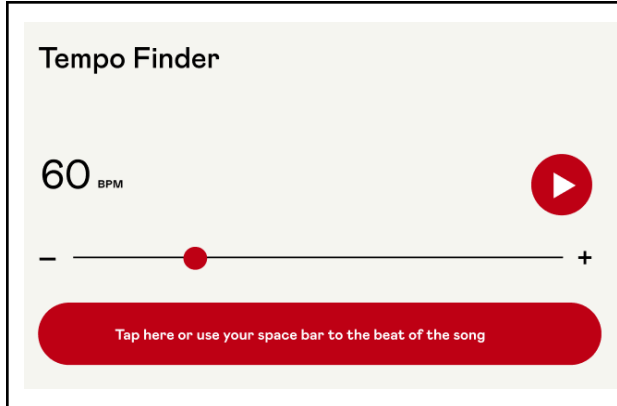 Tempo Finder
60 BPM
– +
Tap here or use your space bar to the beat of the song